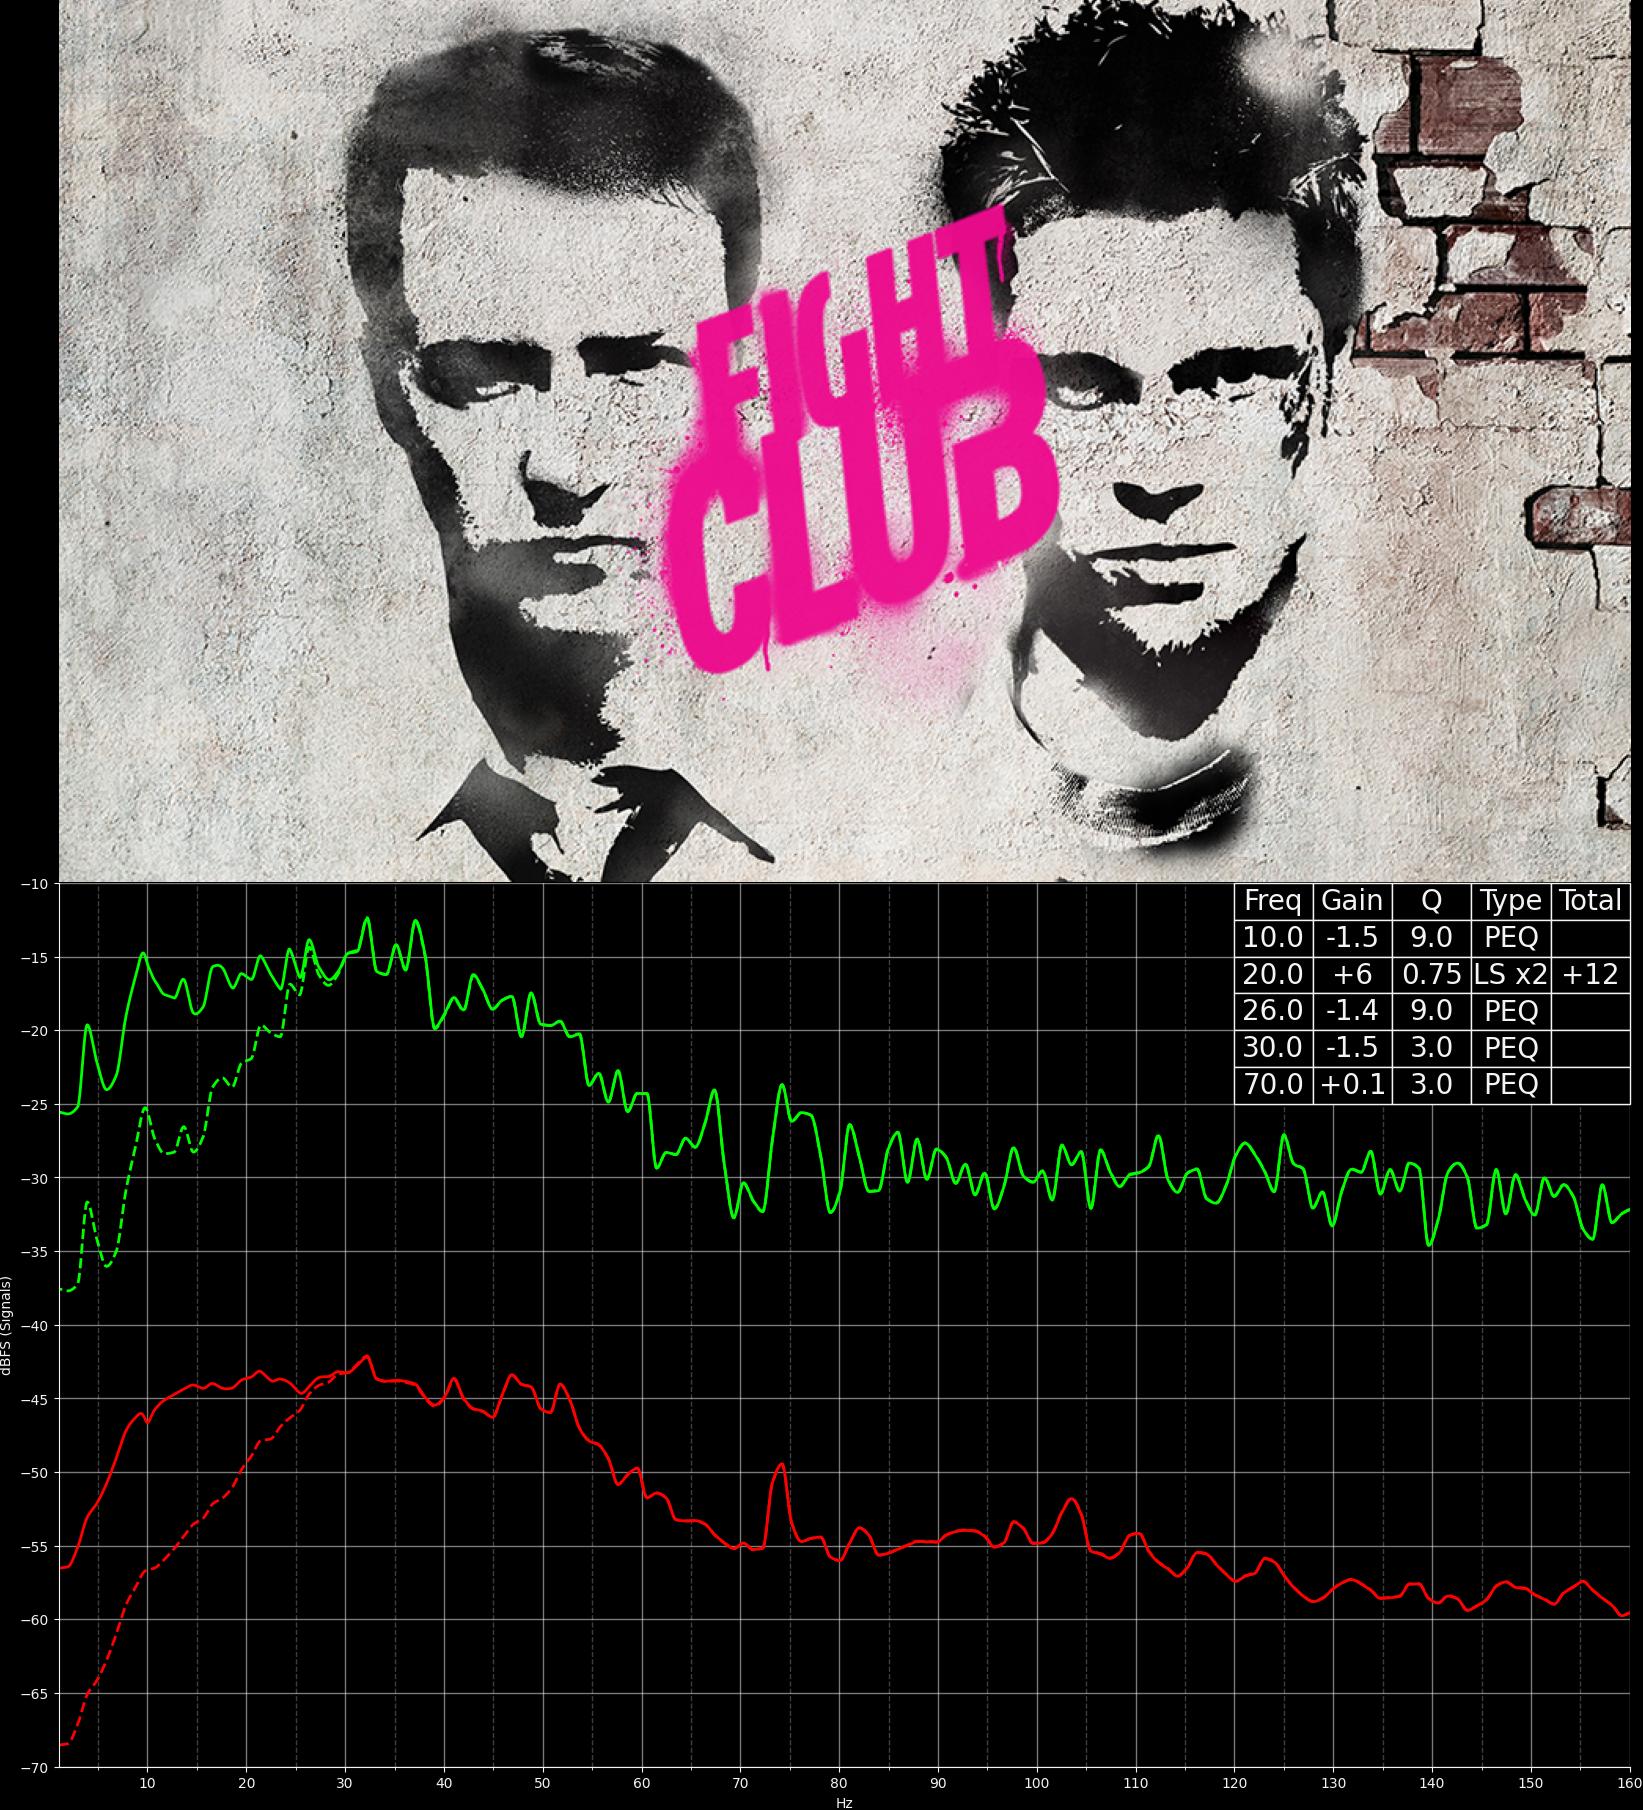 FIGHT
CLUB
Freq Gain Q Type Total
10.0 -1.5 9.0 PEQ
20.0 +6 0.75 LS x2 +12
26.0 -1.4 9.0 PEQ
30.0 -1.5 3.0 PEQ
70.0 +0.1 3.0 PEQ
−10
−15
−20
−25
−30
−35
−40
−45
−50
−55
−60
−65
−70
dBFS (Signals)
10 20 30 40 50 60 70 80 90 100 110 120 130 140 150 160
Hz